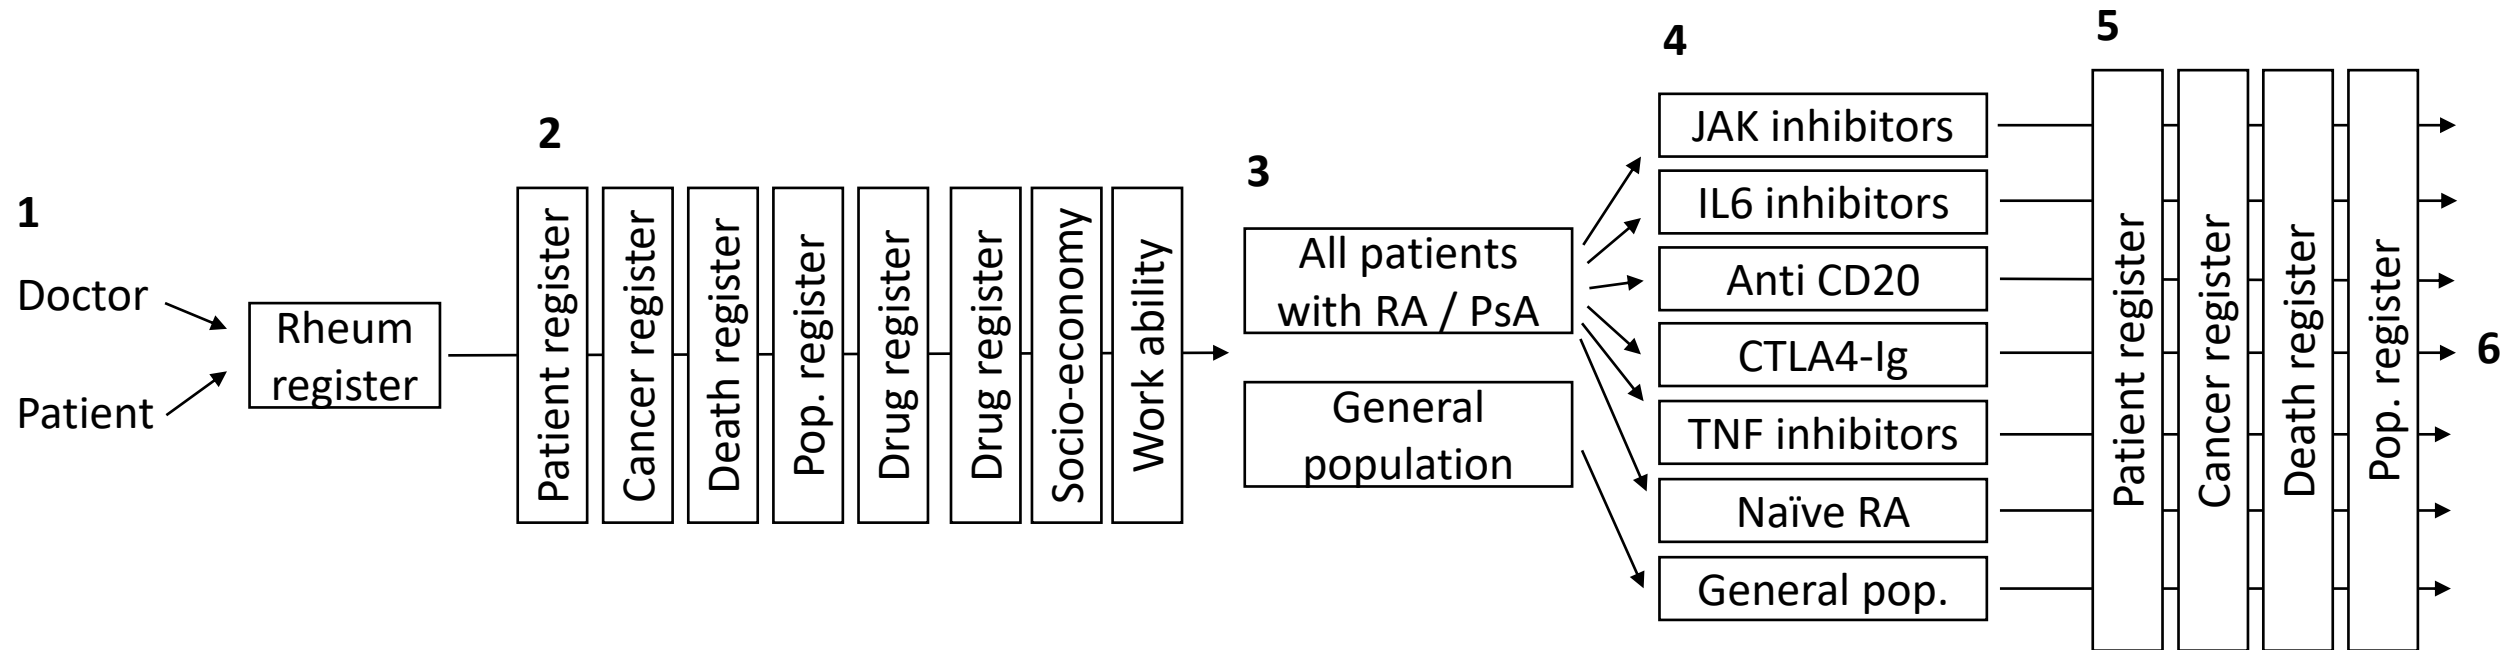 1
Doctor
Patient
Rheum
register
2
Patient register
Cancer register
Death register
Pop. register
Drug register
Drug register
Socio-economy
Work ability
3
All patients
with RA / PsA
General
population
4
JAK inhibitors
IL6 inhibitors
Anti CD20
CTLA4-Ig
TNF inhibitors
Naïve RA
General pop.
5
Patient register
Cancer register
Death register
Pop. register
6